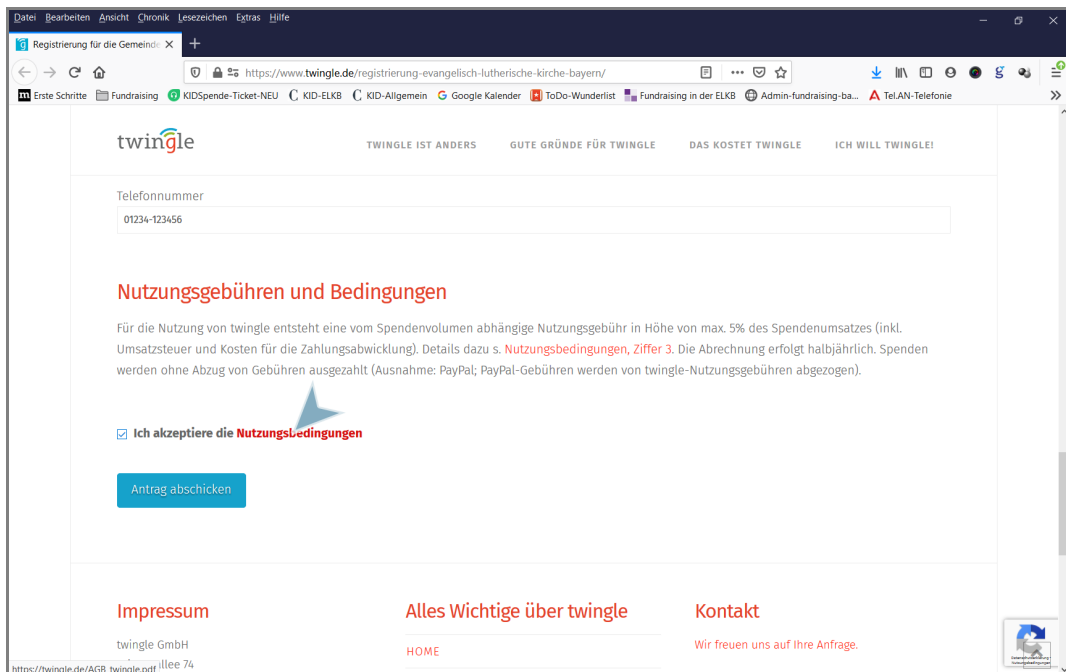 Datei Bearbeiten Ansicht Chronik Lesezeichen Extras Hilfe
Registrierung für die Gemeinde
https://www.twingle.de/registrierung-evangelisch-lutherische-kirche-bayern/
Erste Schritte Fundraising KIDSpende-Ticket-NEU KID-ELKB KID-Allgemein Google Kalender ToDo-Wunderlist Fundraising in der ELKB Admin-fundraising-ba... Tel.AN-Telefonie
twingle TWINGLE IST ANDERS GUTE GRÜNDE FÜR TWINGLE DAS KOSTET TWINGLE ICH WILL TWINGLE!
Telefonnummer
01234-123456
Nutzungsgebühren und Bedingungen
Für die Nutzung von twingle entsteht eine vom Spendenvolumen abhängige Nutzungsgebühr in Höhe von max. 5% des Spendenumsatzes (inkl.
Umsatzsteuer und Kosten für die Zahlungsabwicklung). Details dazu s. Nutzungsbedingungen, Ziffer 3. Die Abrechnung erfolgt halbjährlich. Spenden
werden ohne Abzug von Gebühren ausgezahlt (Ausnahme: PayPal; PayPal-Gebühren werden von twingle-Nutzungsgebühren abgezogen).
Ich akzeptiere die Nutzungsbedingungen
Antrag abschicken
Impressum Alles Wichtige über twingle Kontakt
twingle GmbH HOME Wir freuen uns auf Ihre Anfrage.
llee 74
https://twingle.de/AGB_twingle.pdf